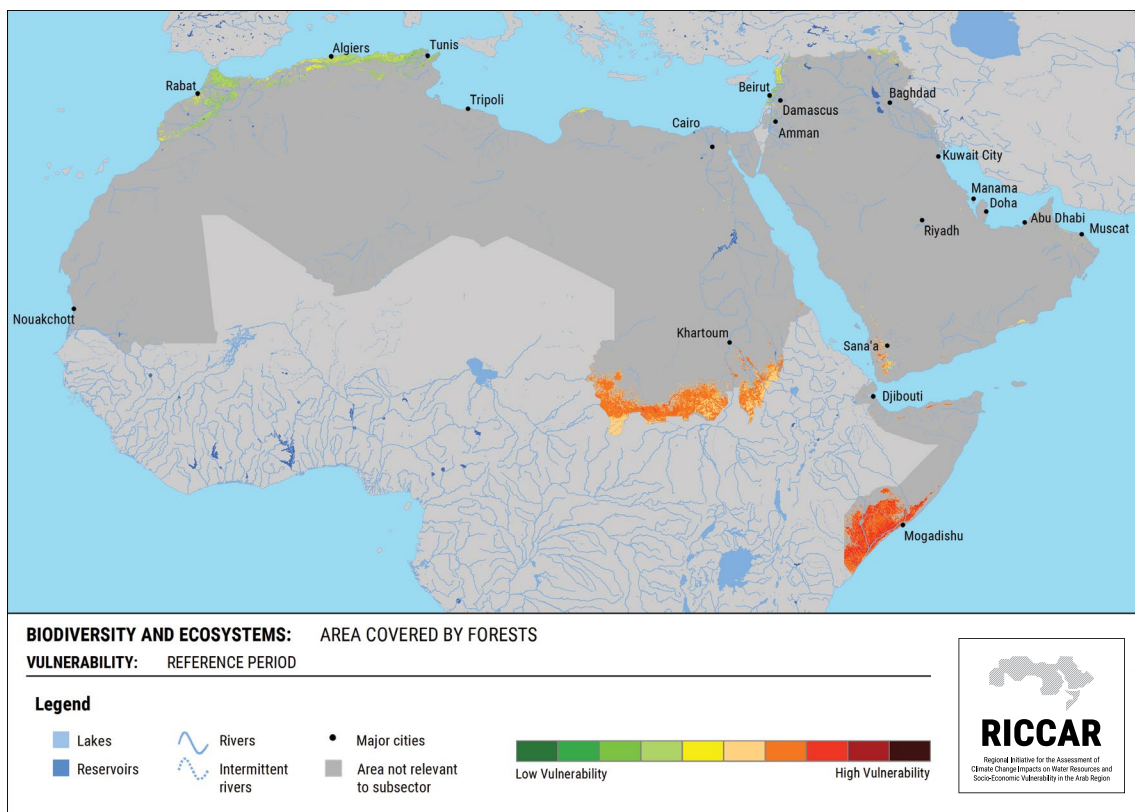 Algiers
Tunis
Rabat
Tripoli
Beirut
Damascus
Baghdad
Cairo
Amman
Kuwait City
Manama
Doha
Abu Dhabi
Muscat
Riyadh
Nouakchott
Khartoum
Sana'a
Djibouti
Mogadishu
BIODIVERSITY AND ECOSYSTEMS: AREA COVERED BY FORESTS
VULNERABILITY: REFERENCE PERIOD
Legend
Lakes
Reservoirs
Rivers
Intermittent
rivers
Major cities
Area not relevant
to subsector
Low Vulnerability
High Vulnerability
RICCAR
Regional Initiative for the Assessment of
Climate Change Impacts on Water Resources and
Socio-Economic Vulnerability in the Arab Region